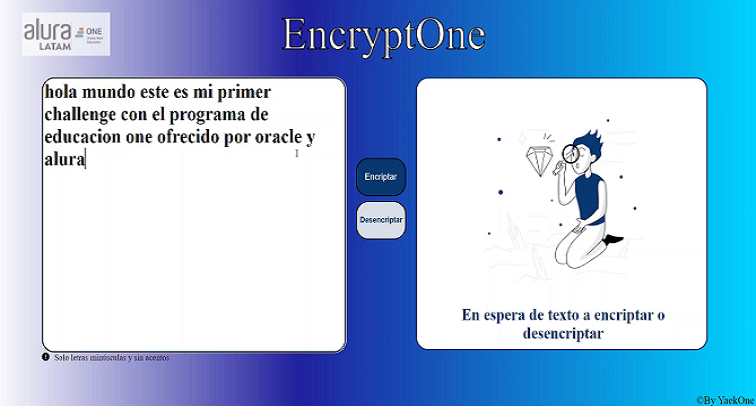 alura
LATAM
ONE
EncryptOne
hola mundo este es mi primer
challenge con el programa de
educacion one ofrecido por oracle y
alura
Encriptar
Desencriptar
En espera de texto a encriptar o
desencriptar
Solo letras minúsculas y sin acentos
©By YackOne